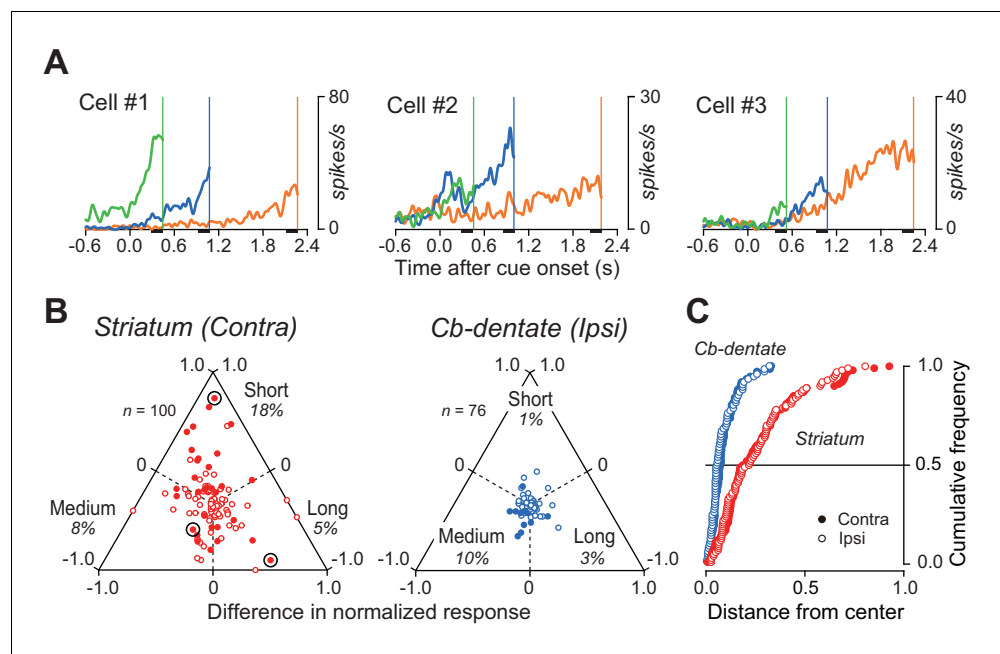 A
Cell #1
80
spikes/s
0
-0.6 0.0 0.6 1.2 1.8 2.4
Cell #2
30
spikes/s
0
-0.6 0.0 0.6 1.2 1.8 2.4
Cell #3
40
spikes/s
0
-0.6 0.0 0.6 1.2 1.8 2.4
Time after cue onset (s)
B
Striatum (Contra)
1.0 1.0
n = 100
Short
18%
0 0
Medium
8%
Long
5%
-1.0 -1.0
-1.0 0 1.0
Cb-dentate (Ipsi)
1.0 1.0
n = 76
Short
1%
0 0
Medium
10%
Long
3%
-1.0 -1.0
-1.0 0 1.0
Difference in normalized response
C
Cb-dentate
Striatum
Contra
Ipsi
1.0
0.5
0.0
Cumulative frequency
0.0 0.5 1.0
Distance from center